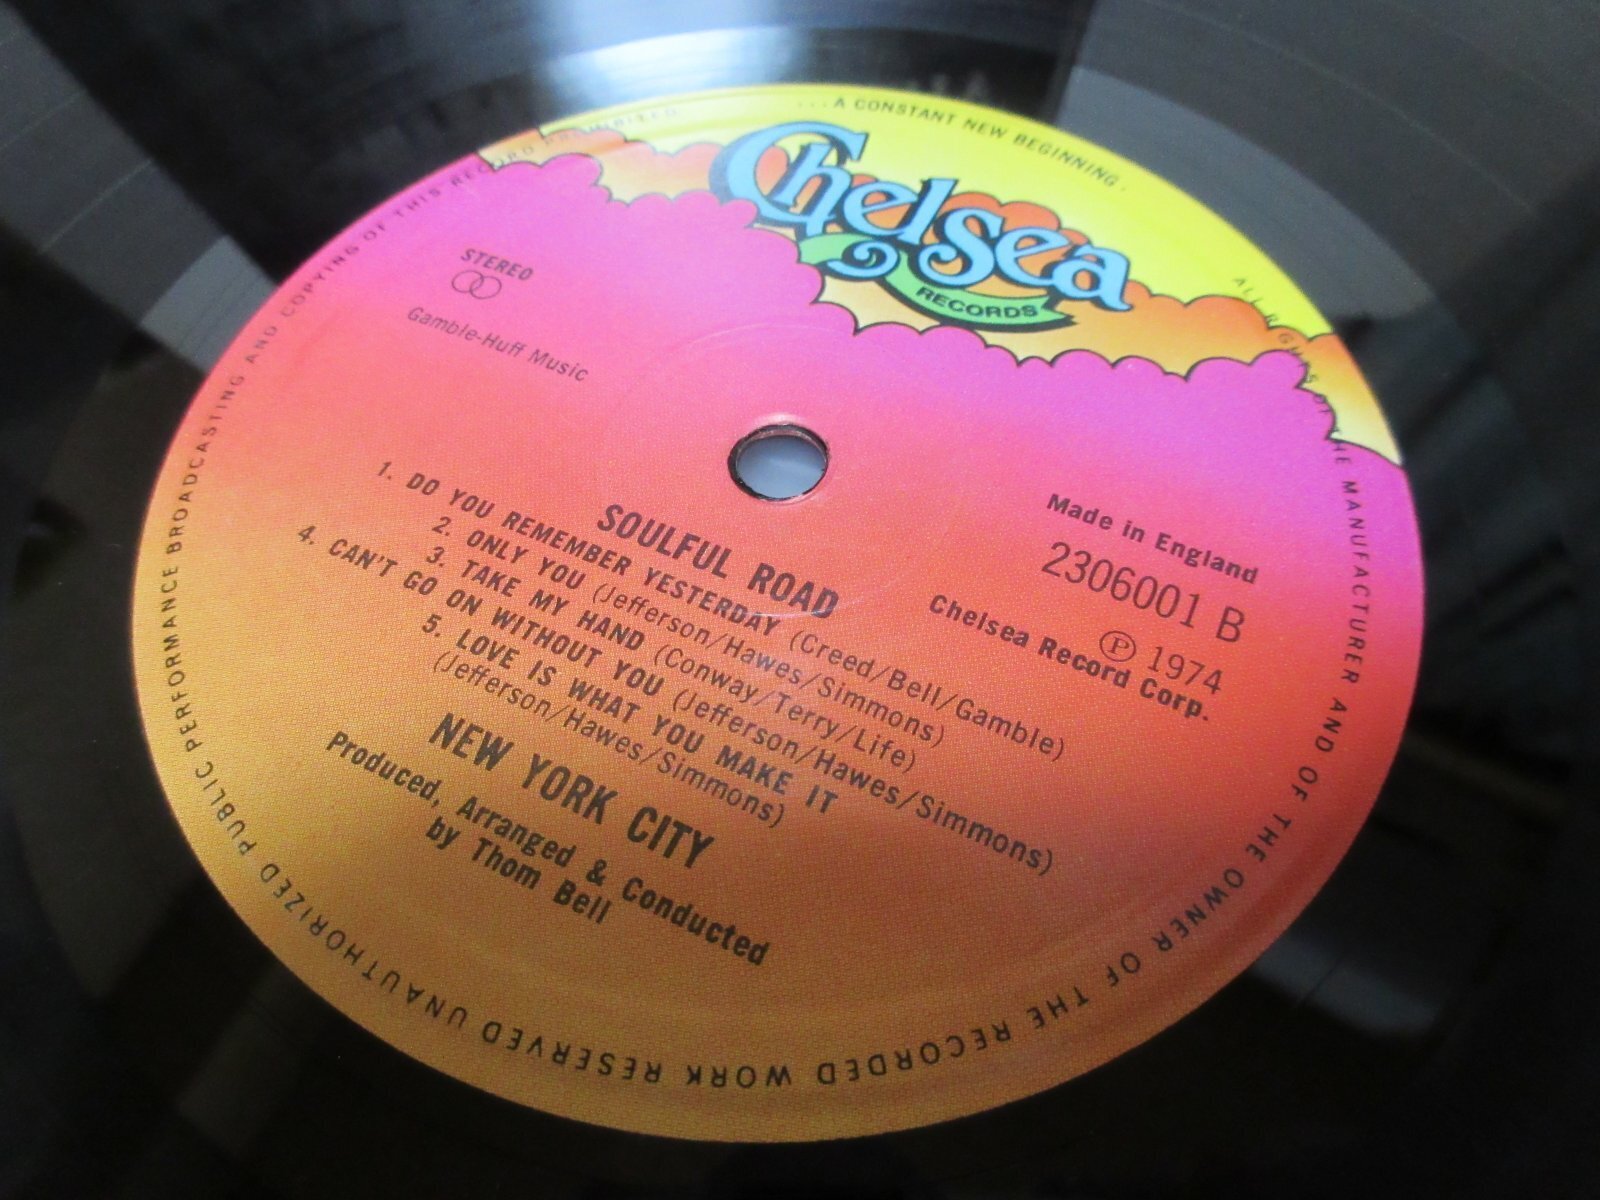 ...A CONSTANT NEW BEGINNING.
Chelsea
RECORDS
STEREO
Gamble-Huff Music
Made in England
2306001 B
℗ 1974
Chelsea Record Corp.
SOULFUL ROAD
1. DO YOU REMEMBER YESTERDAY (Creed/Bell/Gamble)
2. ONLY YOU (Jefferson/Hawes/Simmons)
3. TAKE MY HAND (Conway/Terry/Life)
4. CAN'T GO ON WITHOUT YOU (Jefferson/Hawes/Simmons)
5. LOVE IS WHAT YOU MAKE IT
(Jefferson/Hawes/Simmons)
NEW YORK CITY
Produced, Arranged & Conducted
by Thom Bell
ALL RIGHTS OF THE MANUFACTURER AND OF THE OWNER OF THE RECORDED WORK RESERVED UNAUTHORIZED PUBLIC PERFORMANCE BROADCASTING AND COPYING OF THIS RECORD PROHIBITED